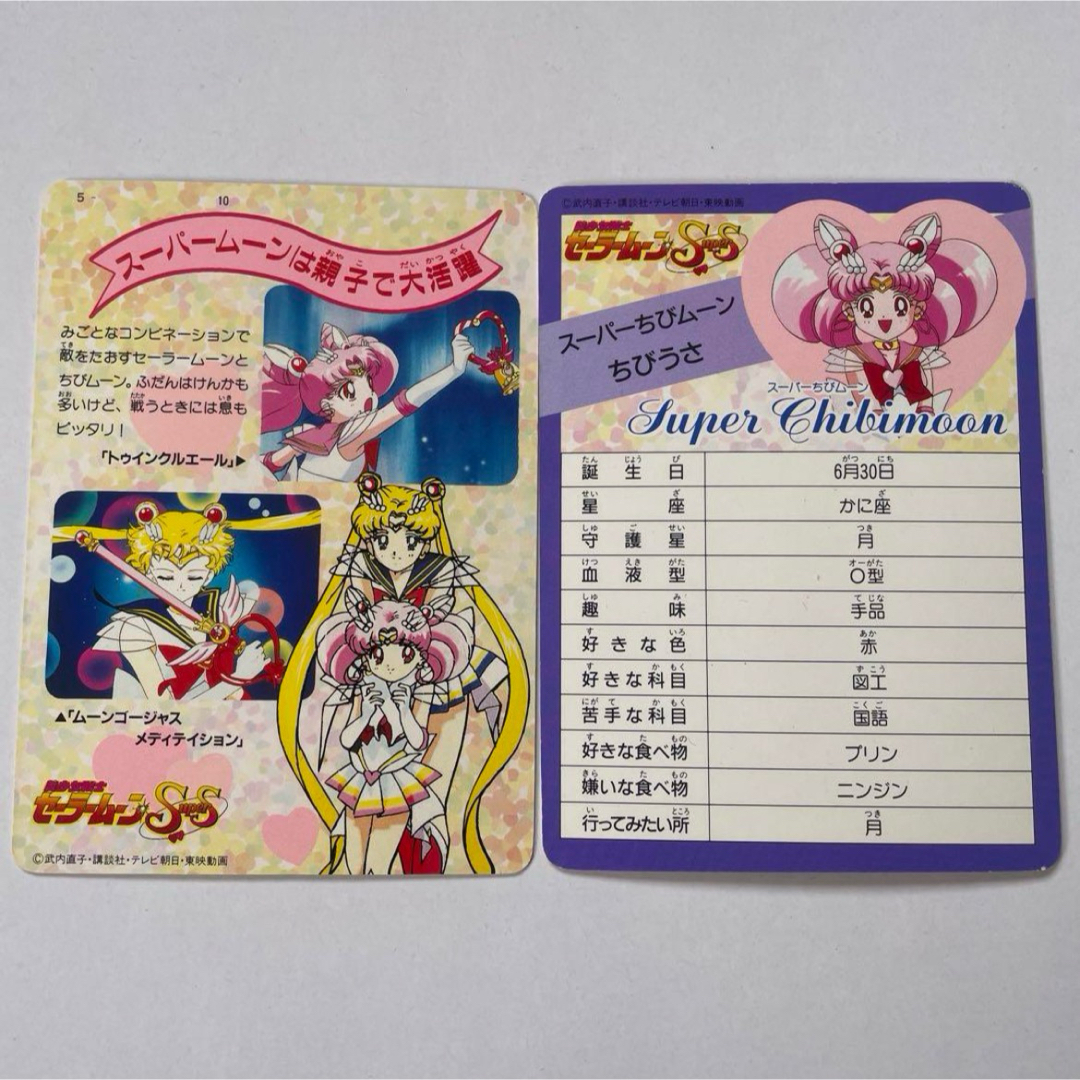 5 -
10
スーパームーンは親子で大活躍
みごとなコンビネーションで
敵をたおすセーラームーンと
ちびムーン。ふだんはけんかも
多いけど、戦うときには息も
ピッタリ！
「トゥインクルエール」▶
▲「ムーンゴージャス
メディテイション」
美少女戦士
セーラームーン SuperS
©武内直子・講談社・テレビ朝日・東映動画
©武内直子・講談社・テレビ朝日・東映動画
美少女戦士
セーラームーン SuperS
スーパーちびムーン
ちびうさ
スーパーちびムーン
Super Chibimoon
誕生日 6月30日
星座 かに座
守護星 月
血液型 O型
趣味 手品
好きな色 赤
好きな科目 図工
苦手な科目 国語
好きな食べ物 プリン
嫌いな食べ物 ニンジン
行ってみたい所 月